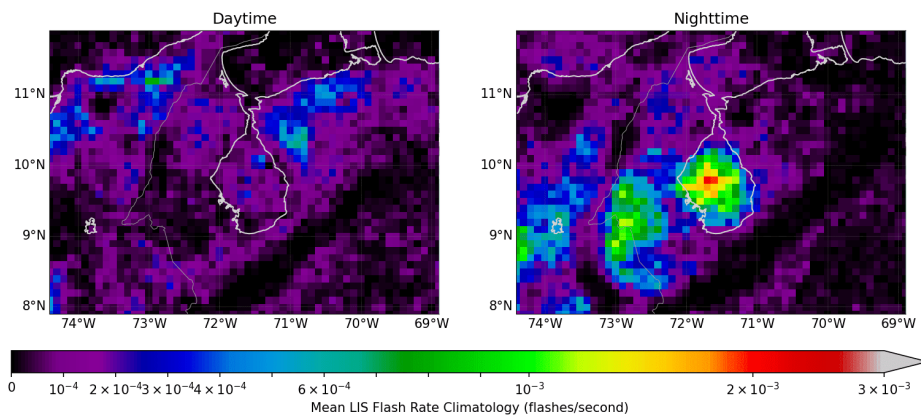 Daytime
Nighttime
11°N
10°N
9°N
8°N
74°W 73°W 72°W 71°W 70°W 69°W
11°N
10°N
9°N
8°N
74°W 73°W 72°W 71°W 70°W 69°W
0 10⁻⁴ 2×10⁻⁴ 3×10⁻⁴ 4×10⁻⁴ 6×10⁻⁴ 10⁻³ 2×10⁻³ 3×10⁻³
Mean LIS Flash Rate Climatology (flashes/second)